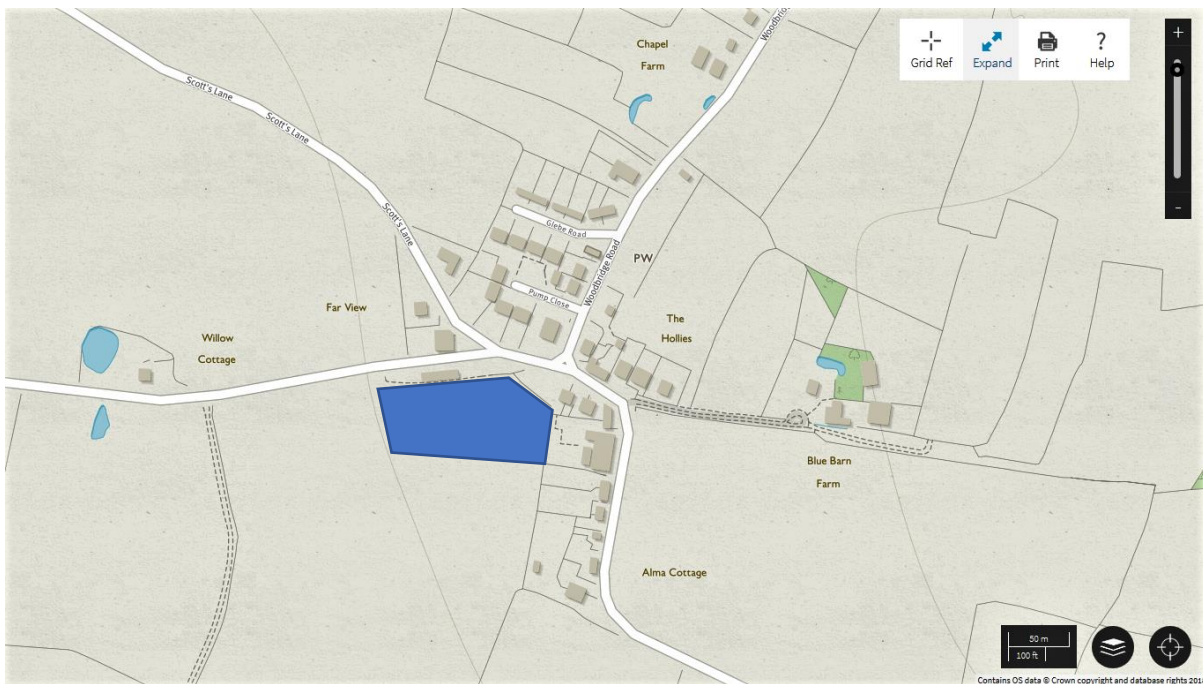 Woodbridge
Chapel
Farm
Grid Ref
Expand
Print
Help
+
-
Scott's Lane
Scott's Lane
Scott's Lane
Glebe Road
Woodbridge Road
PW
Pump Close
Far View
The
Hollies
Willow
Cottage
Blue Barn
Farm
Alma Cottage
50 m
100 ft
Contains OS data © Crown copyright and database rights 201